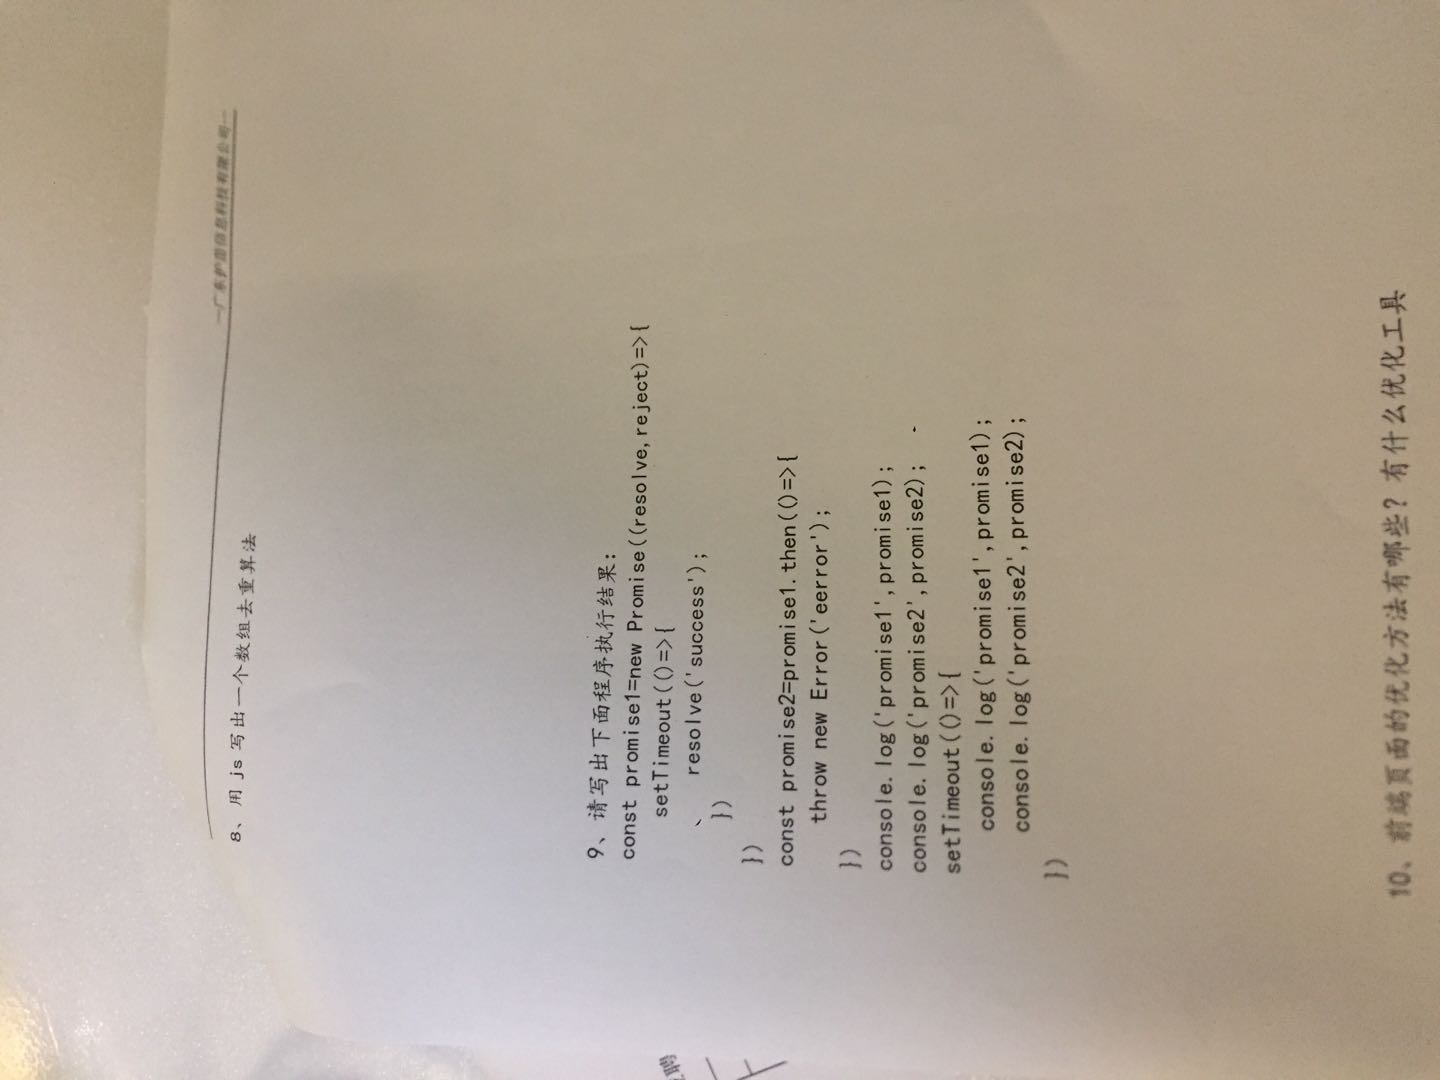 —广东护苗信息科技有限公司—
8、用 js 写出一个数组去重算法
聘
9、请写出下面程序执行结果:
const promise1=new Promise((resolve,reject)=>{
setTimeout(()=>{
resolve('success');
})
})
const promise2=promise1.then(()=>{
throw new Error('eerror');
})
console.log('promise1',promise1);
console.log('promise2',promise2);
setTimeout(()=>{
console.log('promise1',promise1);
console.log('promise2',promise2);
})
10、前端页面的优化方法有哪些？有什么优化工具